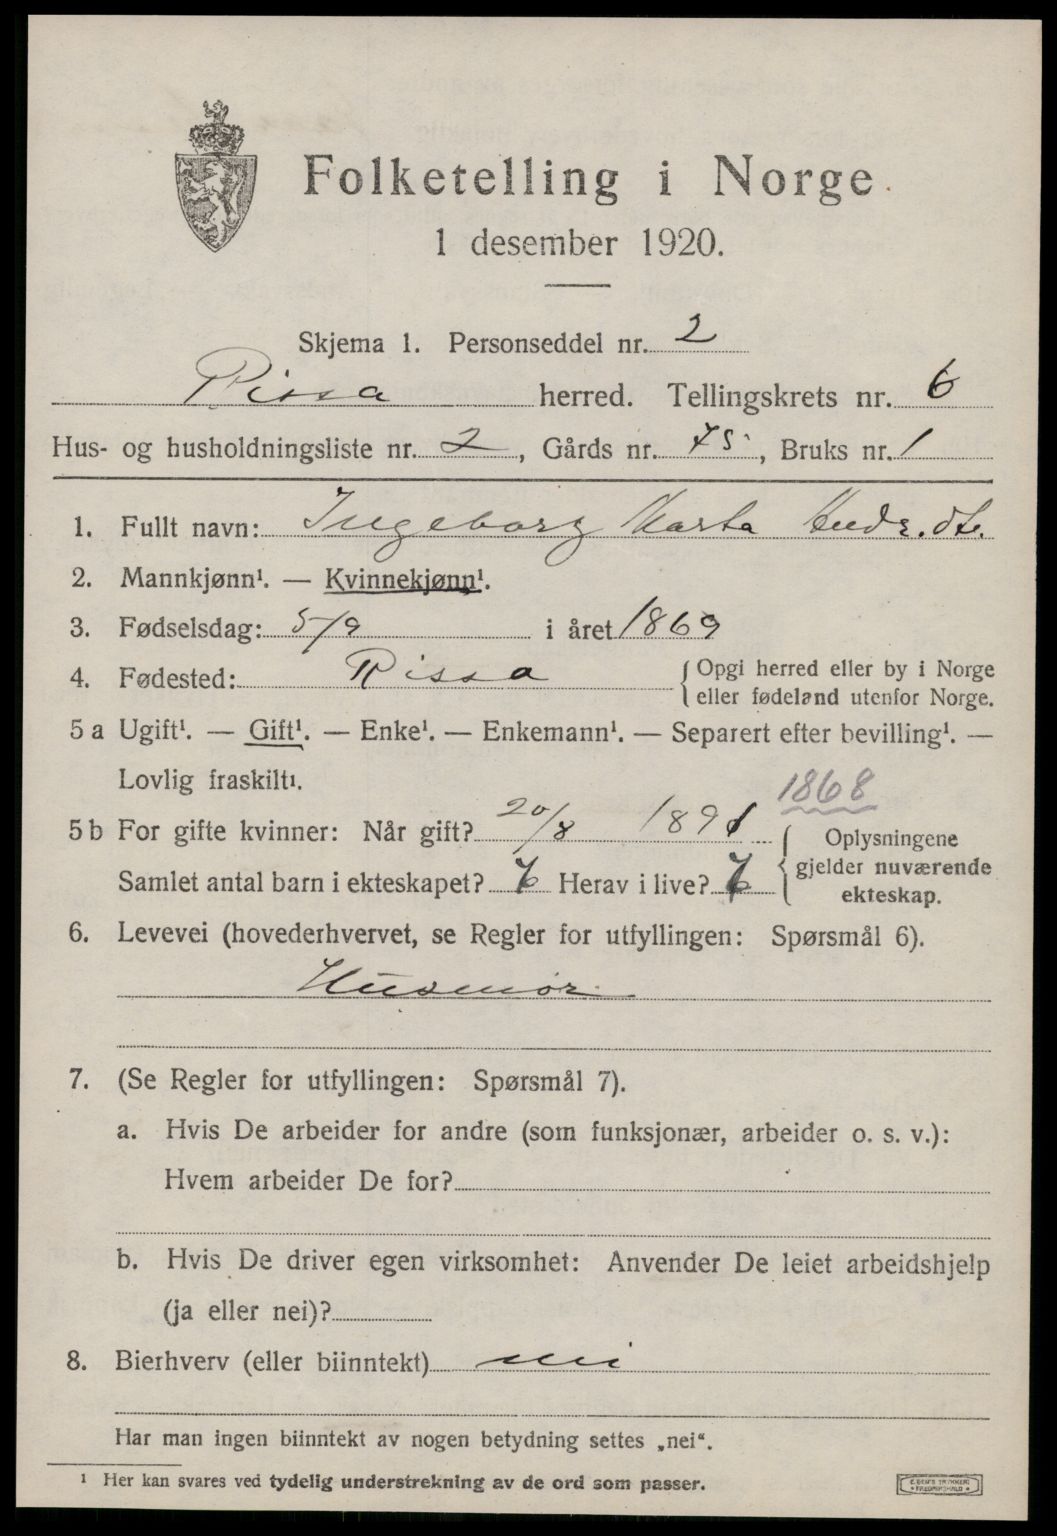 Folketelling i Norge
1 desember 1920.
Skjema 1. Personseddel nr. 2
Rissa herred. Tellingskrets nr. 6
Hus- og husholdningsliste nr. 2, Gårds nr. 75, Bruks nr. 1
1. Fullt navn: Ingeborg Marta Andr.dt.
2. Mannkjønn¹. — Kvinnekjønn¹.
3. Fødselsdag: 5/9 i året 1869
4. Fødested: Rissa { Opgi herred eller by i Norge
eller fødeland utenfor Norge.
5 a Ugift¹. — Gift¹. — Enke¹. — Enkemann¹. — Separert efter bevilling¹. —
Lovlig fraskilt¹.
1868
5 b For gifte kvinner: Når gift? 20/8 1891 { Oplysningene
gjelder nuværende
Samlet antal barn i ekteskapet? 7 Herav i live?
ekteskap.
6. Levevei (hovederhvervet, se Regler for utfyllingen: Spørsmål 6).
Husmor
7. (Se Regler for utfyllingen: Spørsmål 7).
a. Hvis De arbeider for andre (som funksjonær, arbeider o. s. v.):
Hvem arbeider De for?
b. Hvis De driver egen virksomhet: Anvender De leiet arbeidshjelp
(ja eller nei)?
8. Bierhverv (eller biinntekt) nei
Har man ingen biinntekt av nogen betydning settes „nei“.
¹ Her kan svares ved tydelig understrekning av de ord som passer.